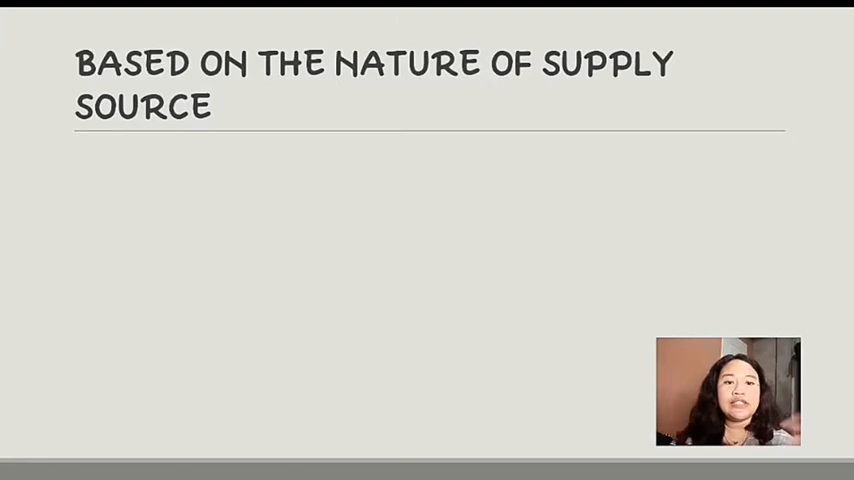 BASED ON THE NATURE OF SUPPLY
SOURCE